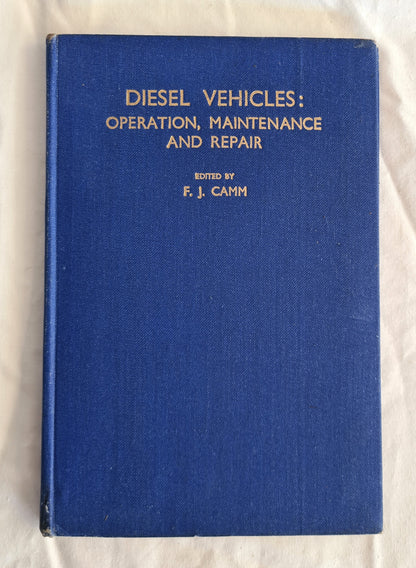 DIESEL VEHICLES:
OPERATION, MAINTENANCE
AND REPAIR
EDITED BY
F. J. CAMM